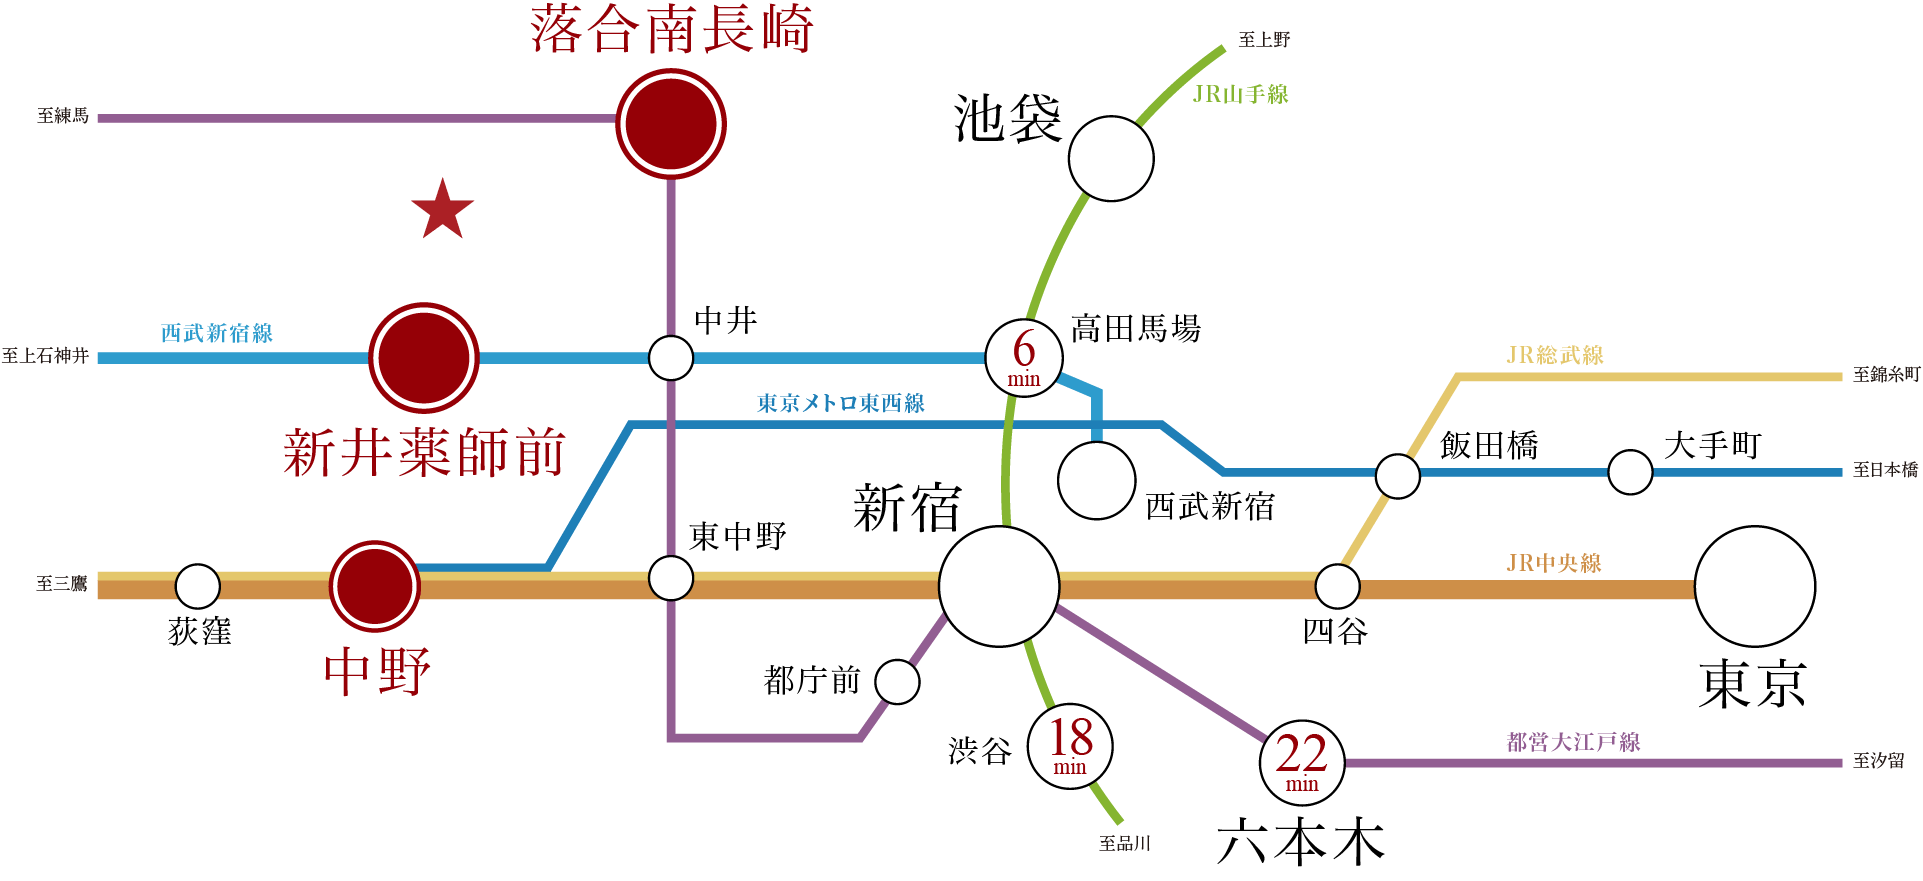 落合南長崎
至上野
JR山手線
池袋
至練馬
中井
高田馬場
西武新宿線
至上石神井
6
min
JR総武線
至錦糸町
東京メトロ東西線
新井薬師前
飯田橋
大手町
至日本橋
新宿
西武新宿
東中野
JR中央線
至三鷹
荻窪
四谷
中野
都庁前
東京
渋谷
18
min
22
min
都営大江戸線
至汐留
六本木
至品川